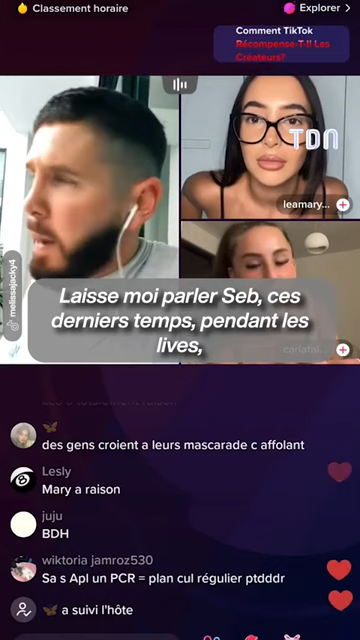 Classement horaire
Explorer >
Comment TikTok
Récompense-T-Il Les
Créateurs?
TDN
leamary...
melissajacky4
Laisse moi parler Seb, ces
derniers temps, pendant les
lives,
des gens croient a leurs mascarade c affolant
Lesly
Mary a raison
juju
BDH
wiktoria jamroz530
Sa s Apl un PCR = plan cul régulier ptdddr
🦋 a suivi l'hôte